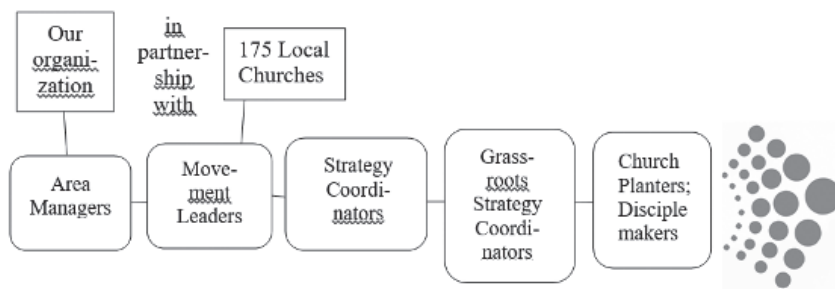 Our
organi-
zation
in
partner-
ship
with
175 Local
Churches
Area
Managers
Move-
ment
Leaders
Strategy
Coordi-
nators
Grass-
roots
Strategy
Coordi-
nators
Church
Planters;
Disciple
makers